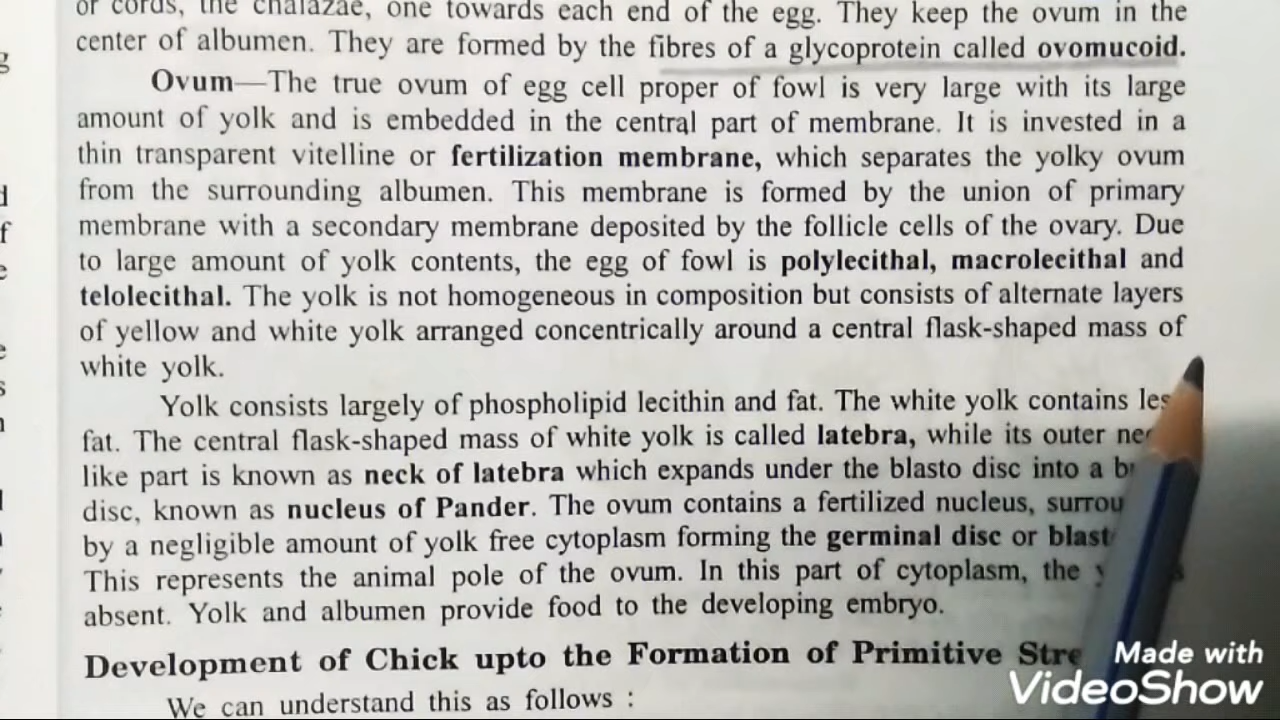 or cords, the chalazae, one towards each end of the egg. They keep the ovum in the
center of albumen. They are formed by the fibres of a glycoprotein called ovomucoid.
Ovum—The true ovum of egg cell proper of fowl is very large with its large
amount of yolk and is embedded in the central part of membrane. It is invested in a
thin transparent vitelline or fertilization membrane, which separates the yolky ovum
from the surrounding albumen. This membrane is formed by the union of primary
membrane with a secondary membrane deposited by the follicle cells of the ovary. Due
to large amount of yolk contents, the egg of fowl is polylecithal, macrolecithal and
telolecithal. The yolk is not homogeneous in composition but consists of alternate layers
of yellow and white yolk arranged concentrically around a central flask-shaped mass of
white yolk.
Yolk consists largely of phospholipid lecithin and fat. The white yolk contains
fat. The central flask-shaped mass of white yolk is called latebra, while its outer
like part is known as neck of latebra which expands under the blasto disc into a
disc, known as nucleus of Pander. The ovum contains a fertilized nucleus,
by a negligible amount of yolk free cytoplasm forming the germinal disc or
This represents the animal pole of the ovum. In this part of cytoplasm, the
absent. Yolk and albumen provide food to the developing embryo.
Development of Chick upto the Formation of Primitive
We can understand this as follows :
Made with
VideoShow